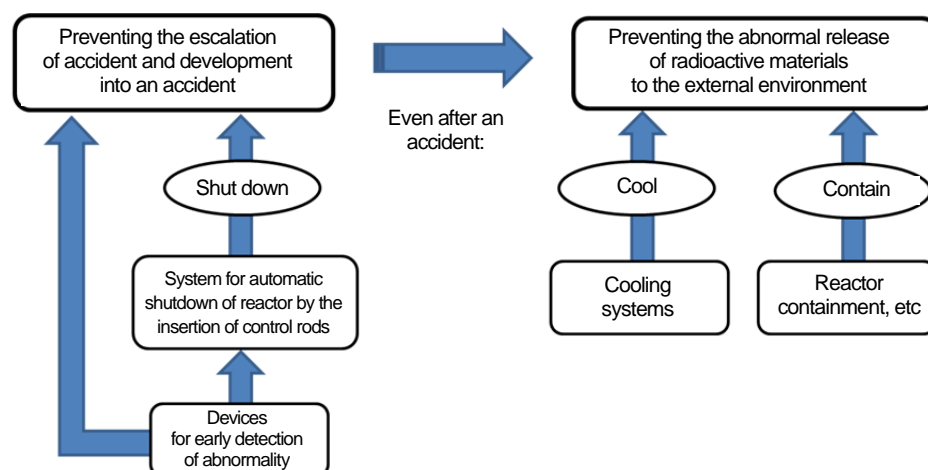 Preventing the escalation
of accident and development
into an accident
Even after an
accident:
Preventing the abnormal release
of radioactive materials
to the external environment
Shut down
System for automatic
shutdown of reactor by the
insertion of control rods
Devices
for early detection
of abnormality
Cool
Cooling
systems
Contain
Reactor
containment, etc